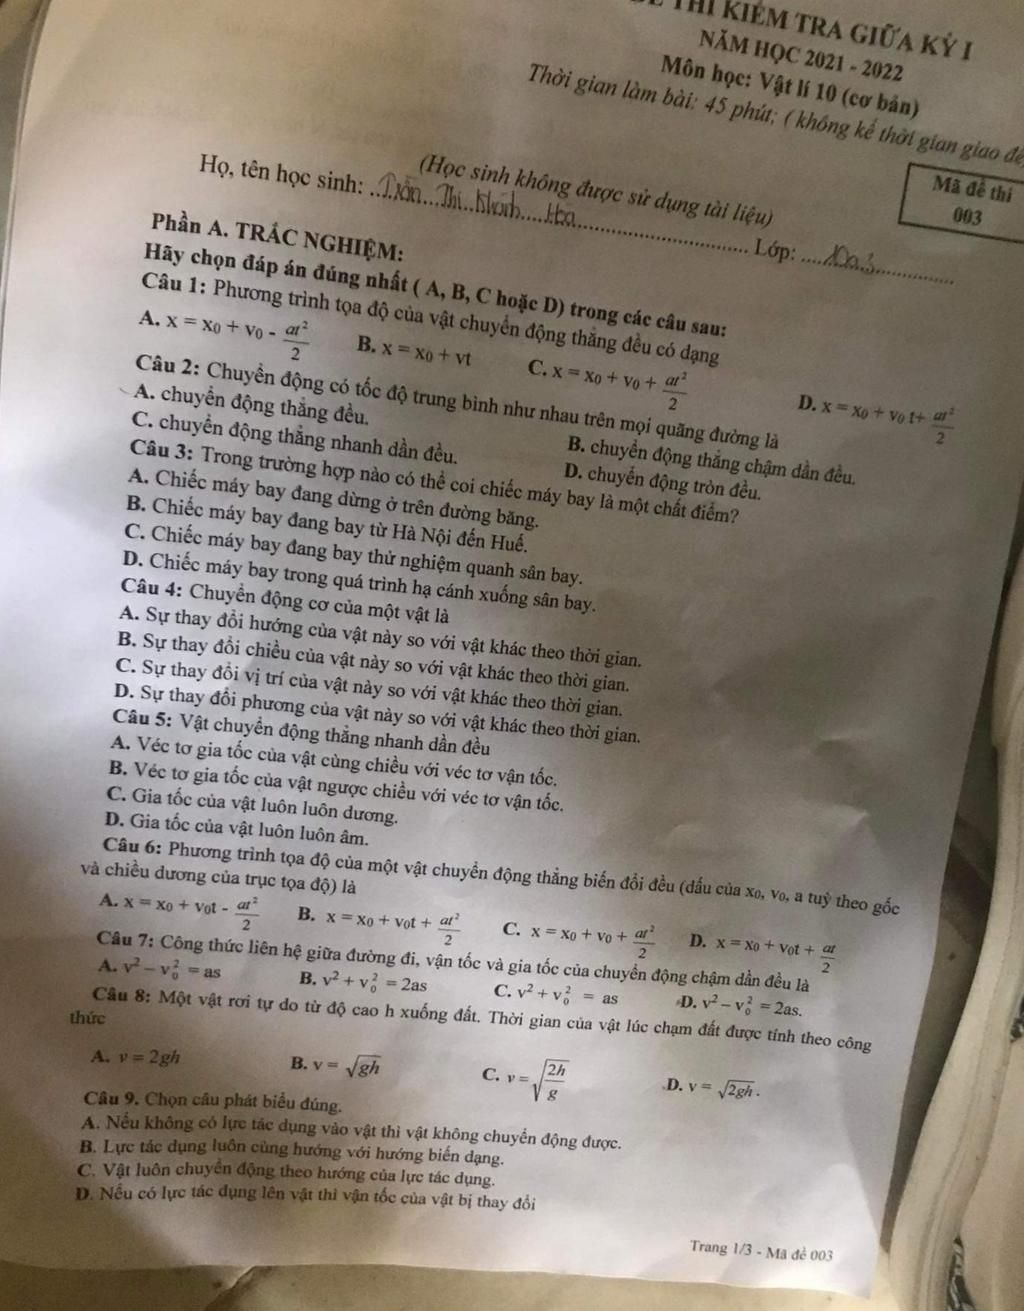 THI KIỂM TRA GIỮA KỲ I
NĂM HỌC 2021 - 2022
Môn học: Vật lí 10 (cơ bản)
Thời gian làm bài: 45 phút; ( không kể thời gian giao đề
(Học sinh không được sử dụng tài liệu)
Mã đề thi
003
Họ, tên học sinh: ... Thị ... Lớp: ...
Phần A. TRẮC NGHIỆM:
Hãy chọn đáp án đúng nhất ( A, B, C hoặc D) trong các câu sau:
Câu 1: Phương trình tọa độ của vật chuyển động thẳng đều có dạng
A. x = x₀ + v₀ - at²/2 B. x = x₀ + vt C. x = x₀ + v₀ + at²/2 D. x = x₀ + v₀ t+ at²/2
Câu 2: Chuyển động có tốc độ trung bình như nhau trên mọi quãng đường là
A. chuyển động thẳng đều. B. chuyển động thẳng chậm dần đều.
C. chuyển động thẳng nhanh dần đều. D. chuyển động tròn đều.
Câu 3: Trong trường hợp nào có thể coi chiếc máy bay là một chất điểm?
A. Chiếc máy bay đang dừng ở trên đường băng.
B. Chiếc máy bay đang bay từ Hà Nội đến Huế.
C. Chiếc máy bay đang bay thử nghiệm quanh sân bay.
D. Chiếc máy bay trong quá trình hạ cánh xuống sân bay.
Câu 4: Chuyển động cơ của một vật là
A. Sự thay đổi hướng của vật này so với vật khác theo thời gian.
B. Sự thay đổi chiều của vật này so với vật khác theo thời gian.
C. Sự thay đổi vị trí của vật này so với vật khác theo thời gian.
D. Sự thay đổi phương của vật này so với vật khác theo thời gian.
Câu 5: Vật chuyển động thẳng nhanh dần đều
A. Véc tơ gia tốc của vật cùng chiều với véc tơ vận tốc.
B. Véc tơ gia tốc của vật ngược chiều với véc tơ vận tốc.
C. Gia tốc của vật luôn luôn dương.
D. Gia tốc của vật luôn luôn âm.
Câu 6: Phương trình tọa độ của một vật chuyển động thẳng biến đổi đều (dấu của x₀, v₀, a tuỳ theo gốc
và chiều dương của trục tọa độ) là
A. x = x₀ + v₀t - at²/2 B. x = x₀ + v₀t + at²/2 C. x = x₀ + v₀ + at²/2 D. x = x₀ + v₀t + at/2
Câu 7: Công thức liên hệ giữa đường đi, vận tốc và gia tốc của chuyển động chậm dần đều là
A. v² – v₀² = as B. v² + v₀² = 2as C. v² + v₀² = as D. v² – v₀² = 2as.
Câu 8: Một vật rơi tự do từ độ cao h xuống đất. Thời gian của vật lúc chạm đất được tính theo công
thức
A. v = 2gh B. v = √gh C. v = √(2h/g) D. v = √2gh.
Câu 9. Chọn câu phát biểu đúng.
A. Nếu không có lực tác dụng vào vật thì vật không chuyển động được.
B. Lực tác dụng luôn cùng hướng với hướng biến dạng.
C. Vật luôn chuyển động theo hướng của lực tác dụng.
D. Nếu có lực tác dụng lên vật thì vận tốc của vật bị thay đổi
Trang 1/3 - Mã đề 003